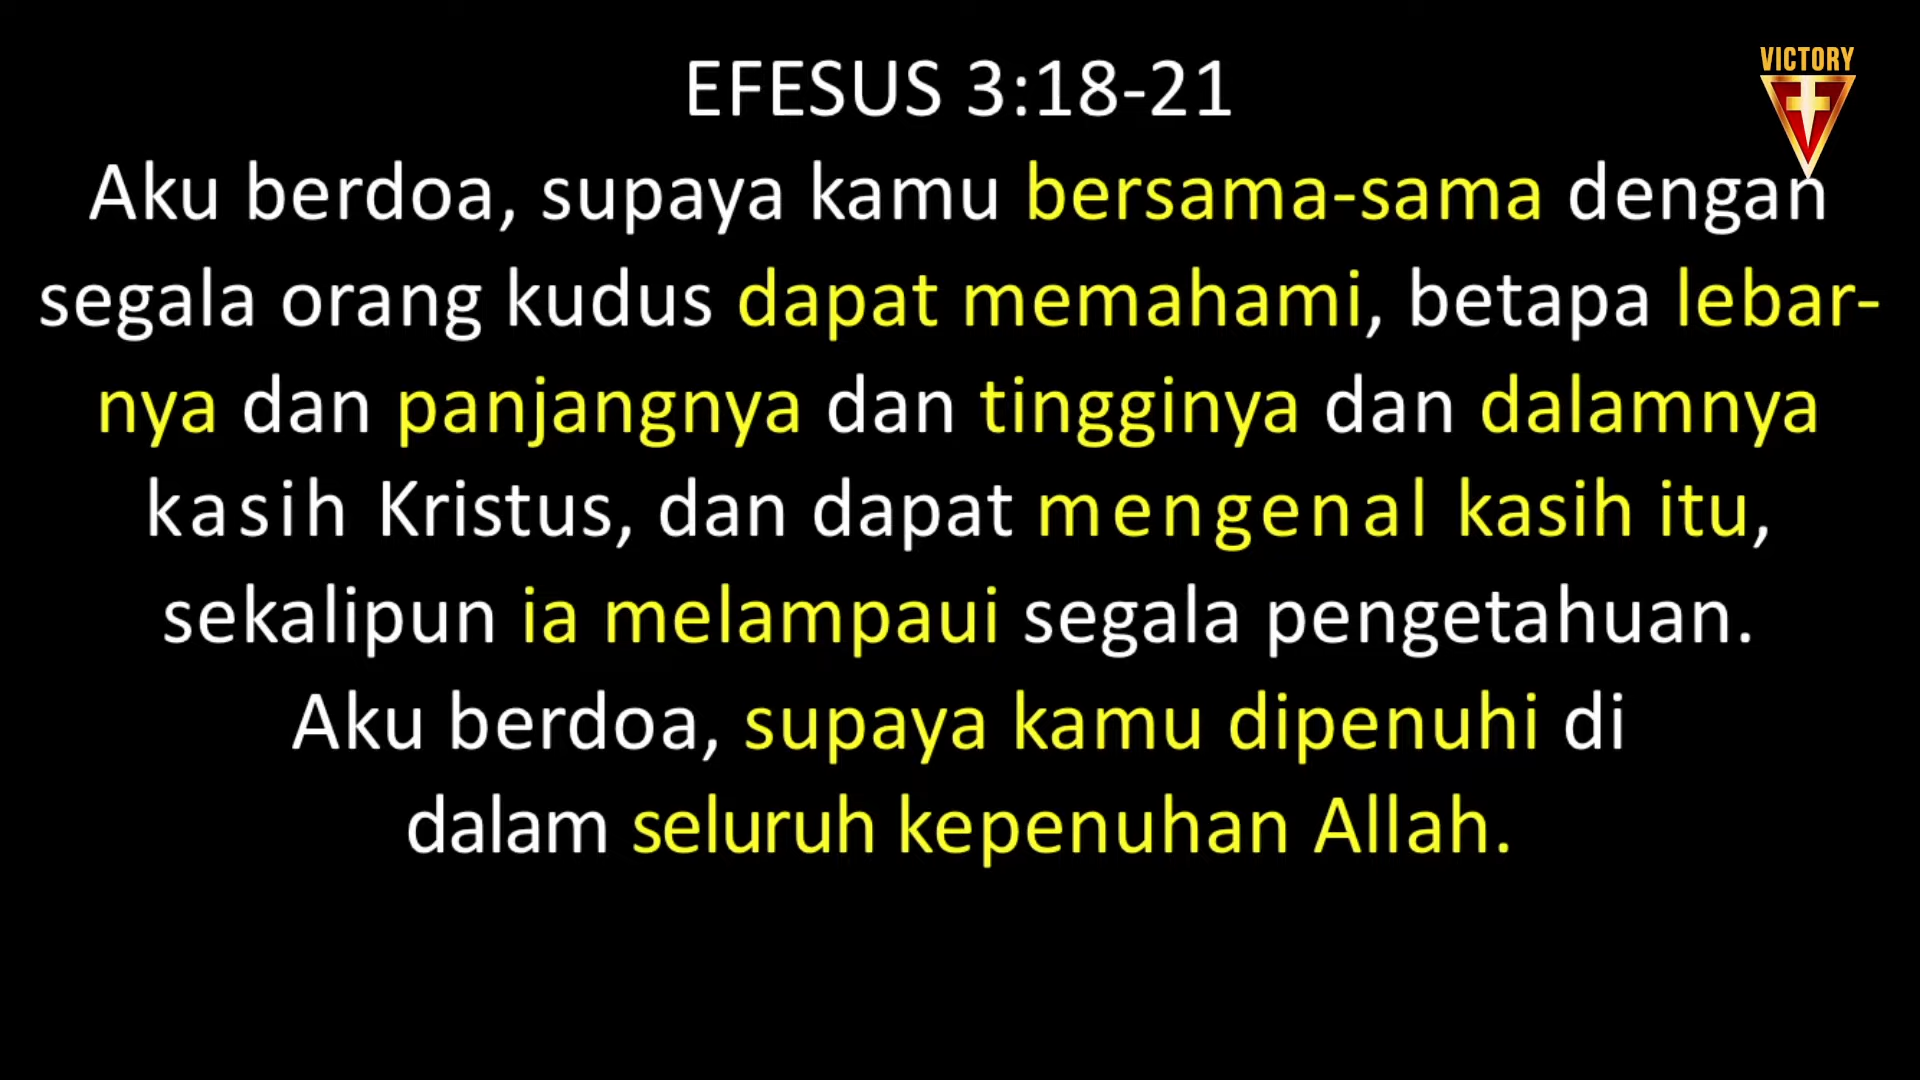 EFESUS 3:18-21
VICTORY
Aku berdoa, supaya kamu bersama-sama dengan
segala orang kudus dapat memahami, betapa lebar-
nya dan panjangnya dan tingginya dan dalamnya
kasih Kristus, dan dapat mengenal kasih itu,
sekalipun ia melampaui segala pengetahuan.
Aku berdoa, supaya kamu dipenuhi di
dalam seluruh kepenuhan Allah.